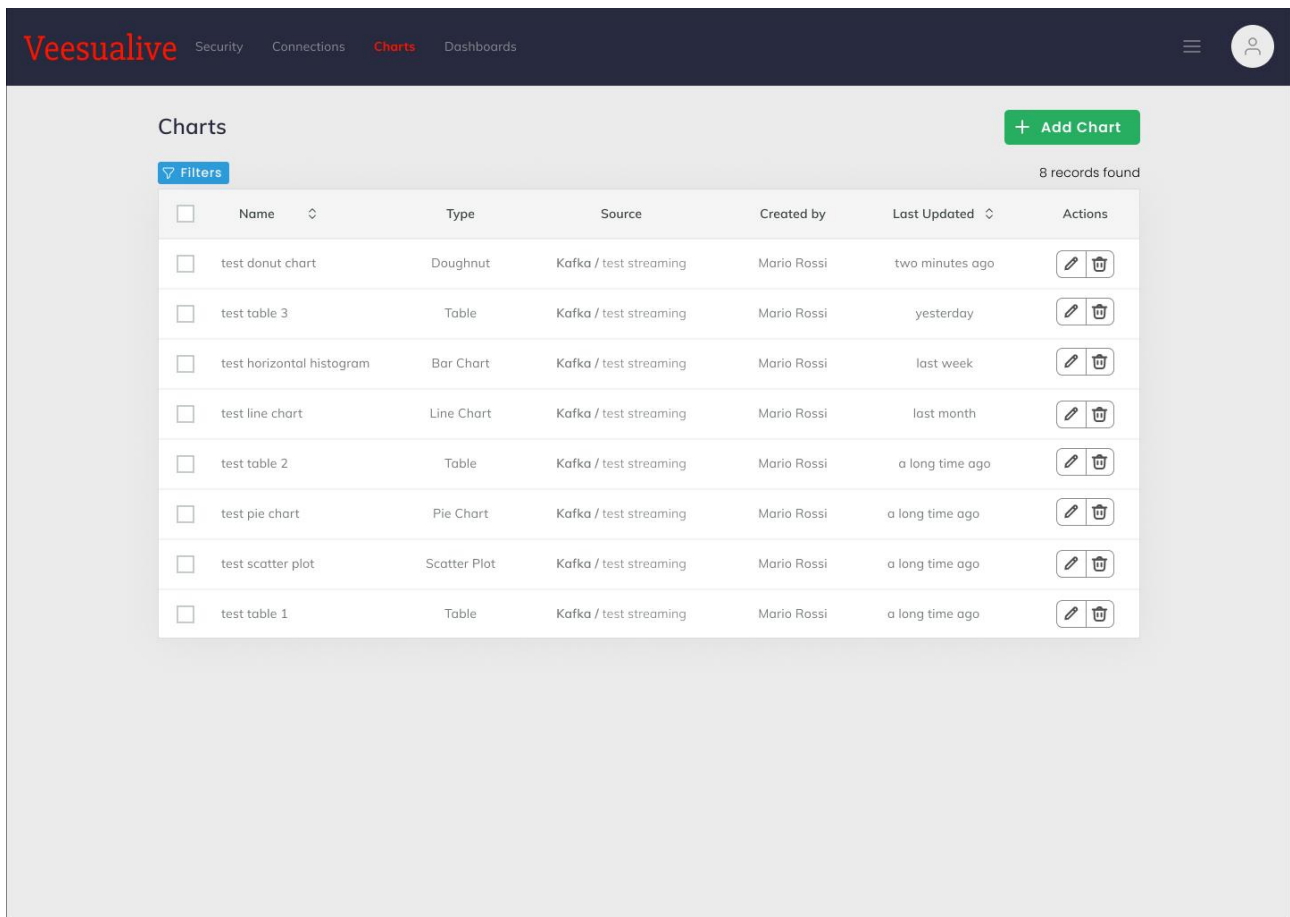 Veesualive Security Connections Charts Dashboards
Charts
+ Add Chart
Filters
8 records found
Name Type Source Created by Last Updated Actions
test donut chart Doughnut Kafka / test streaming Mario Rossi two minutes ago
test table 3 Table Kafka / test streaming Mario Rossi yesterday
test horizontal histogram Bar Chart Kafka / test streaming Mario Rossi last week
test line chart Line Chart Kafka / test streaming Mario Rossi last month
test table 2 Table Kafka / test streaming Mario Rossi a long time ago
test pie chart Pie Chart Kafka / test streaming Mario Rossi a long time ago
test scatter plot Scatter Plot Kafka / test streaming Mario Rossi a long time ago
test table 1 Table Kafka / test streaming Mario Rossi a long time ago